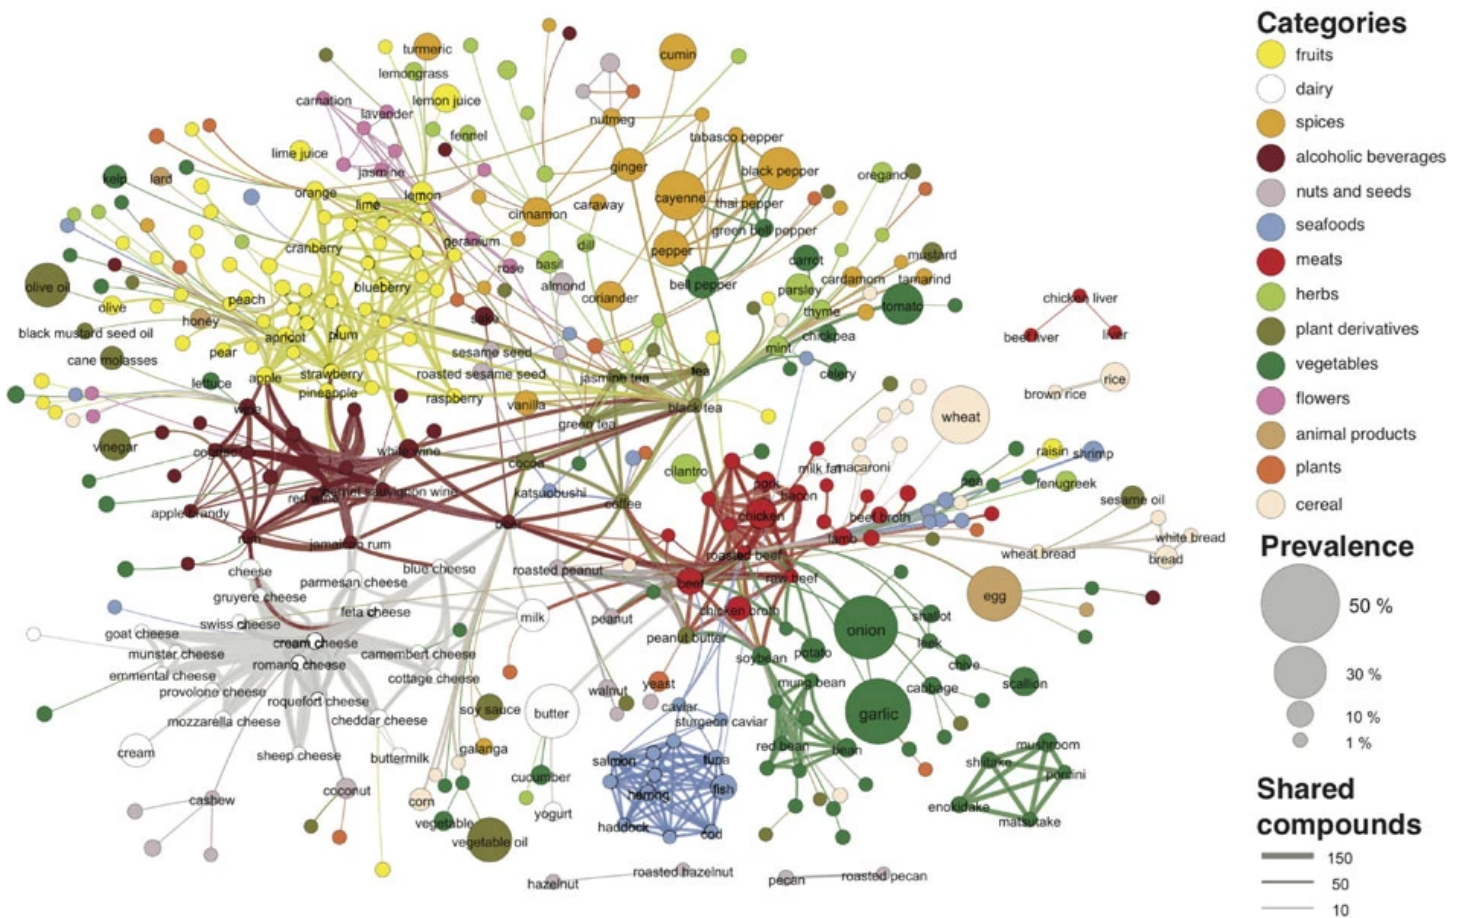 Categories
fruits
dairy
spices
alcoholic beverages
nuts and seeds
seafoods
meats
herbs
plant derivatives
vegetables
flowers
animal products
plants
cereal
Prevalence
50 %
30 %
10 %
1 %
Shared
compounds
150
50
10
turmeric
cumin
lemongrass
carnation
lemon juice
lavender
nutmeg
fennel
tabasco pepper
lime juice
ginger
black pepper
jasmine
kelp
lard
oregano
orange
lemon
lime
cayenne
thai pepper
cinnamon
caraway
green bell pepper
cranberry
geranium
dill
pepper
mustard
rose
basil
carrot
cardamom
tamarind
olive oil
blueberry
almond
bell pepper
parsley
peach
coriander
chicken liver
olive
tomato
thyme
honey
sake
black mustard seed oil
apricot
plum
chickpea
beef liver
liver
pear
sesame seed
mint
cane molasses
lettuce
apple
strawberry
roasted sesame seed
jasmine tea
tea
celery
rice
pineapple
brown rice
raspberry
vanilla
black tea
wine
wheat
green tea
vinegar
white wine
raisin
shrimp
cocoa
cilantro
milk fat
macaroni
pork
pea
fenugreek
katsuobushi
bacon
sesame oil
coffee
apple brandy
chicken
beef broth
beer
rum
jamaican rum
lamb
white bread
roasted beef
wheat bread
bread
cheese
blue cheese
roasted peanut
parmesan cheese
beef
raw beef
gruyere cheese
egg
feta cheese
milk
peanut
chicken broth
shallot
swiss cheese
goat cheese
onion
cream cheese
peanut butter
leek
munster cheese
camembert cheese
soybean
potato
romano cheese
chive
emmental cheese
cottage cheese
mung bean
scallion
provolone cheese
walnut
yeast
cabbage
roquefort cheese
caviar
soy sauce
butter
garlic
mozzarella cheese
cheddar cheese
sturgeon caviar
cream
sheep cheese
buttermilk
galanga
red bean
bean
mushroom
salmon
tuna
shiitake
porcini
cucumber
fish
coconut
herring
cashew
corn
yogurt
enokidake
vegetable
haddock
cod
matsutake
vegetable oil
roasted hazelnut
hazelnut
pecan
roasted pecan